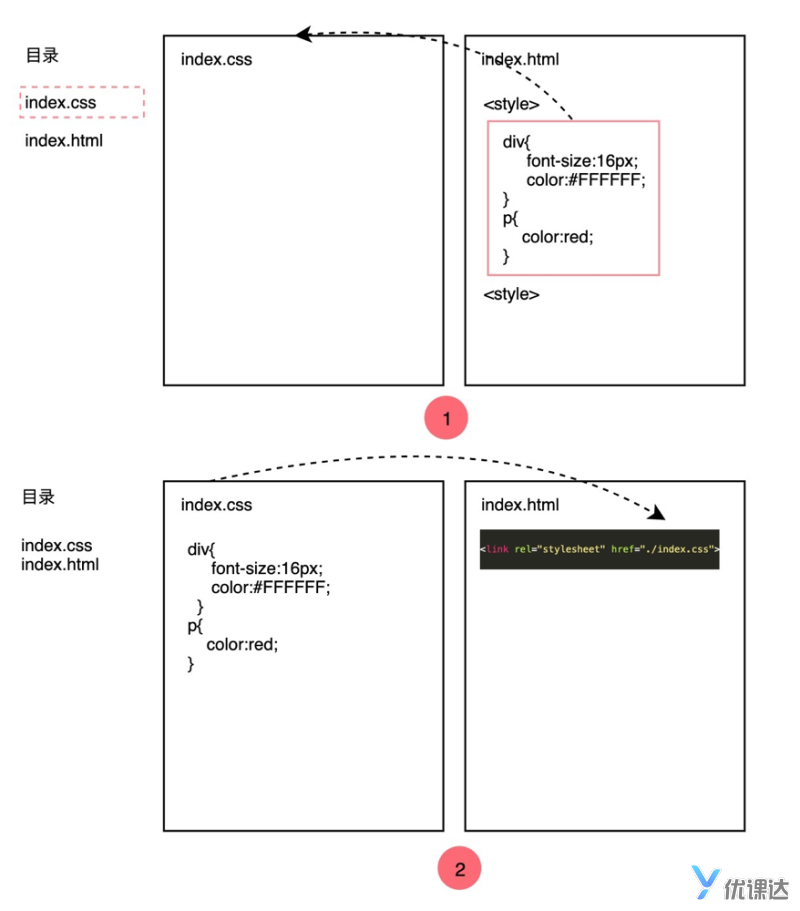 目录
index.css
index.html
index.css
index.html
<style>
div{
font-size:16px;
color:#FFFFFF;
}
p{
color:red;
}
<style>
1
目录
index.css
index.html
index.css
div{
font-size:16px;
color:#FFFFFF;
}
p{
color:red;
}
index.html
<link rel="stylesheet" href="./index.css">
2
优课达